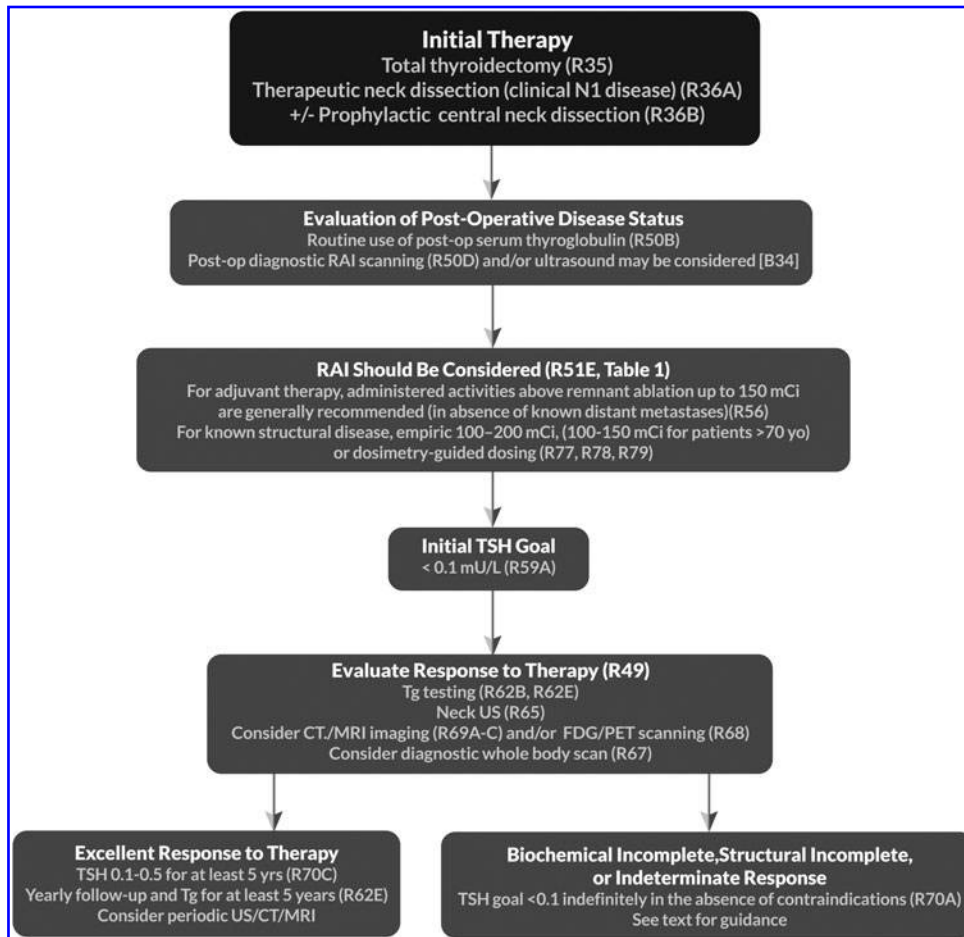 Initial Therapy
Total thyroidectomy (R35)
Therapeutic neck dissection (clinical N1 disease) (R36A)
+/- Prophylactic central neck dissection (R36B)
Evaluation of Post-Operative Disease Status
Routine use of post-op serum thyroglobulin (R50B)
Post-op diagnostic RAI scanning (R50D) and/or ultrasound may be considered [B34]
RAI Should Be Considered (R51E, Table 1)
For adjuvant therapy, administered activities above remnant ablation up to 150 mCi
are generally recommended (in absence of known distant metastases)(R56)
For known structural disease, empiric 100–200 mCi, (100-150 mCi for patients >70 yo)
or dosimetry-guided dosing (R77, R78, R79)
Initial TSH Goal
< 0.1 mU/L (R59A)
Evaluate Response to Therapy (R49)
Tg testing (R62B, R62E)
Neck US (R65)
Consider CT./MRI imaging (R69A-C) and/or FDG/PET scanning (R68)
Consider diagnostic whole body scan (R67)
Excellent Response to Therapy
TSH 0.1-0.5 for at least 5 yrs (R70C)
Yearly follow-up and Tg for at least 5 years (R62E)
Consider periodic US/CT/MRI
Biochemical Incomplete,Structural Incomplete,
or Indeterminate Response
TSH goal <0.1 indefinitely in the absence of contraindications (R70A)
See text for guidance